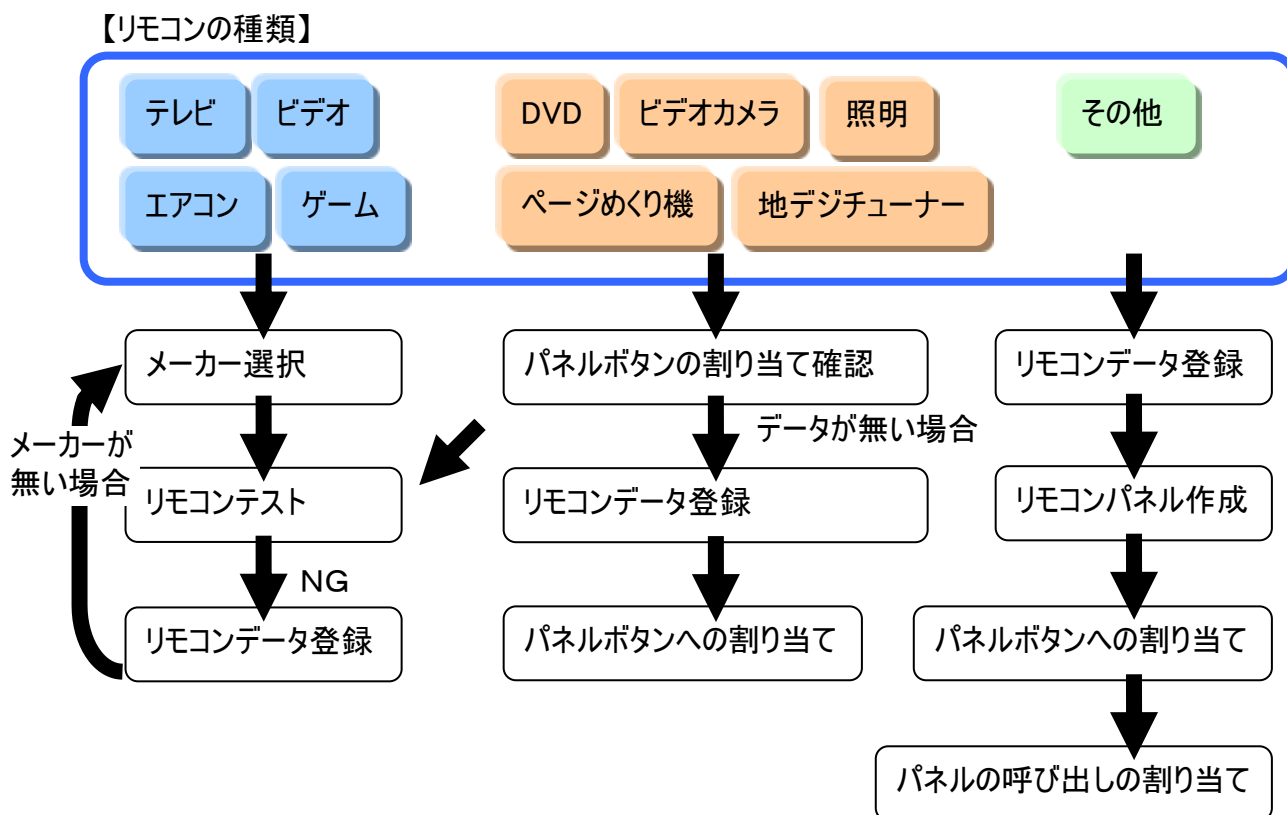 【リモコンの種類】
テレビ
ビデオ
DVD
ビデオカメラ
照明
その他
エアコン
ゲーム
ページめくり機
地デジチューナー
メーカー選択
パネルボタンの割り当て確認
リモコンデータ登録
データが無い場合
メーカーが
無い場合
リモコンテスト
リモコンデータ登録
リモコンパネル作成
NG
リモコンデータ登録
パネルボタンへの割り当て
パネルボタンへの割り当て
パネルの呼び出しの割り当て